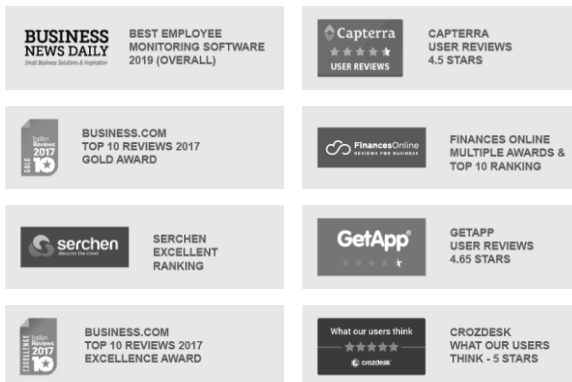 BUSINESS
NEWS DAILY
Small Business Solutions & Inspiration
BEST EMPLOYEE
MONITORING SOFTWARE
2019 (OVERALL)
Capterra
USER REVIEWS
CAPTERRA
USER REVIEWS
4.5 STARS
TopTen
Reviews
2017
GOLD
10
BUSINESS.COM
TOP 10 REVIEWS 2017
GOLD AWARD
FinancesOnline
REVIEWS FOR BUSINESS
FINANCES ONLINE
MULTIPLE AWARDS &
TOP 10 RANKING
serchen
discover the cloud
SERCHEN
EXCELLENT
RANKING
GetApp
GETAPP
USER REVIEWS
4.65 STARS
TopTen
Reviews
2017
EXCELLENCE
10
BUSINESS.COM
TOP 10 REVIEWS 2017
EXCELLENCE AWARD
What our users think
crozdesk
CROZDESK
WHAT OUR USERS
THINK - 5 STARS